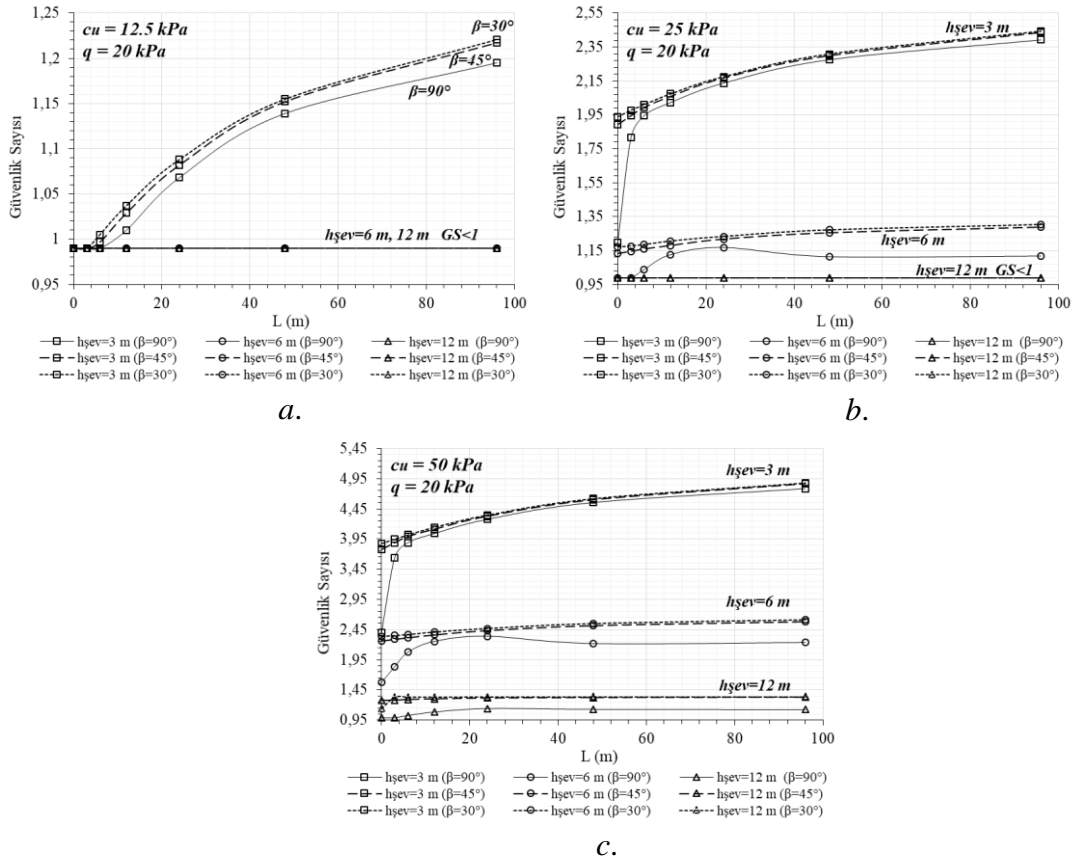 cu = 12.5 kPa
q = 20 kPa
β=30°
β=45°
β=90°
hşev=6 m, 12 m GS<1
Güvenlik Sayısı
1,25
1,2
1,15
1,1
1,05
1
0,95
0 20 40 60 80 100
L (m)
hşev=3 m (β=90°) hşev=6 m (β=90°) hşev=12 m (β=90°)
hşev=3 m (β=45°) hşev=6 m (β=45°) hşev=12 m (β=45°)
hşev=3 m (β=30°) hşev=6 m (β=30°) hşev=12 m (β=30°)
a.
cu = 25 kPa
q = 20 kPa
hşev=3 m
hşev=6 m
hşev=12 m GS<1
Güvenlik Sayısı
2,55
2,35
2,15
1,95
1,75
1,55
1,35
1,15
0,95
0 20 40 60 80 100
L (m)
hşev=3 m (β=90°) hşev=6 m (β=90°) hşev=12 m (β=90°)
hşev=3 m (β=45°) hşev=6 m (β=45°) hşev=12 m (β=45°)
hşev=3 m (β=30°) hşev=6 m (β=30°) hşev=12 m (β=30°)
b.
cu = 50 kPa
q = 20 kPa
hşev=3 m
hşev=6 m
hşev=12 m
Güvenlik Sayısı
5,45
4,95
4,45
3,95
3,45
2,95
2,45
1,95
1,45
0,95
0 20 40 60 80 100
L (m)
hşev=3 m (β=90°) hşev=6 m (β=90°) hşev=12 m (β=90°)
hşev=3 m (β=45°) hşev=6 m (β=45°) hşev=12 m (β=45°)
hşev=3 m (β=30°) hşev=6 m (β=30°) hşev=12 m (β=30°)
c.